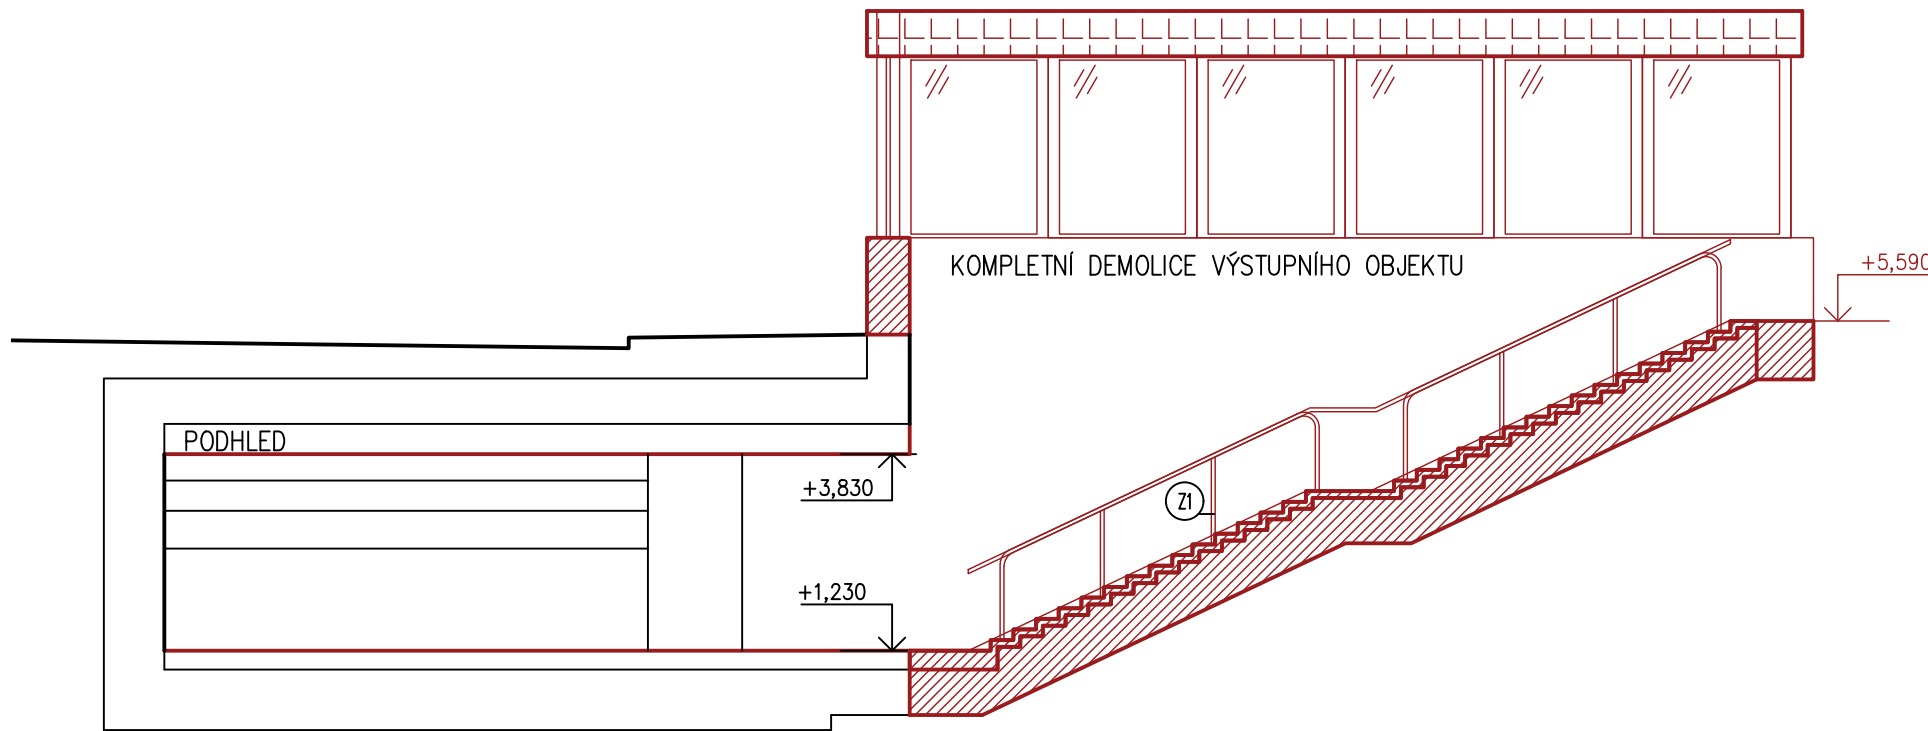 KOMPLETNÍ DEMOLICE VÝSTUPNÍHO OBJEKTU
+5,590
PODHLED
+3,830
Z1
+1,230